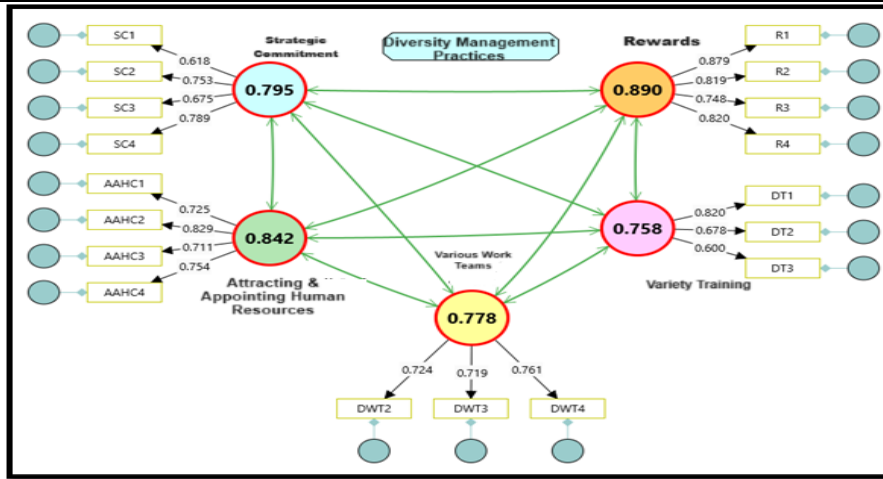 Strategic
Commitment
Diversity Management
Practices
Rewards
SC1
SC2
SC3
SC4
0.618
0.753
0.675
0.789
0.795
0.890
0.879
0.819
0.748
0.820
R1
R2
R3
R4
AAHC1
AAHC2
AAHC3
AAHC4
0.725
0.829
0.711
0.754
0.842
Attracting &
Appointing Human
Resources
0.758
0.820
0.678
0.600
DT1
DT2
DT3
Variety Training
Various Work
Teams
0.778
0.724
0.719
0.761
DWT2
DWT3
DWT4